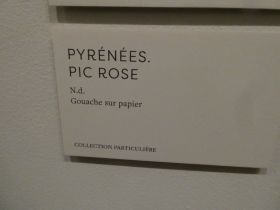 PYRÉNÉES.
PIC ROSE
N.d.
Gouache sur papier
COLLECTION PARTICULIÈRE